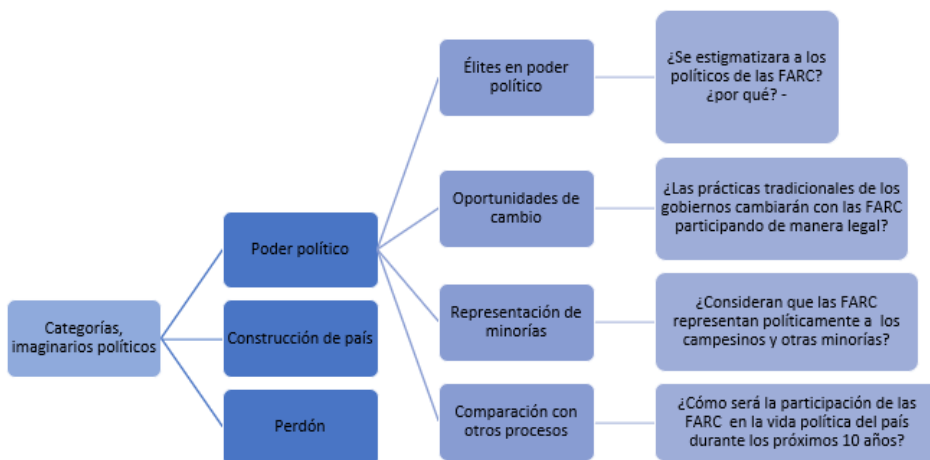 Categorías,
imaginarios políticos
Poder político
Construcción de país
Perdón
Élites en poder
político
Oportunidades de
cambio
Representación de
minorías
Comparación con
otros procesos
¿Se estigmatizara a los
políticos de las FARC?
¿por qué? -
¿Las prácticas tradicionales de los
gobiernos cambiarán con las FARC
participando de manera legal?
¿Consideran que las FARC
representan políticamente a los
campesinos y otras minorías?
¿Cómo será la participación de las
FARC en la vida política del país
durante los próximos 10 años?